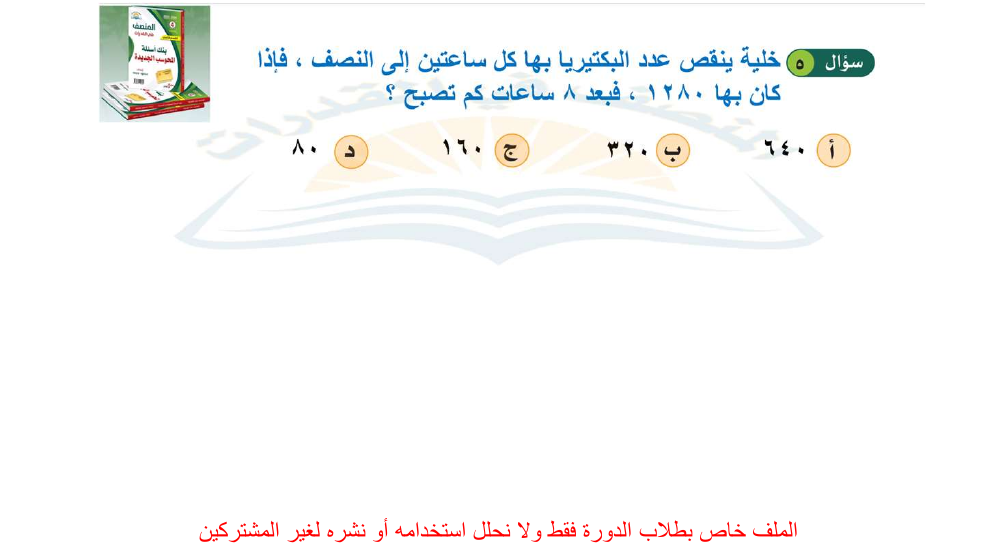 سؤال ٥ خلية ينقص عدد البكتيريا بها كل ساعتين إلى النصف ، فإذا
كان بها ١٢٨٠ ، فبعد ٨ ساعات كم تصبح ؟
أ ٦٤٠ ب ٣٢٠ ج ١٦٠ د ٨٠
المنصف
بنك أسئلة
المحوسب الجديدة
الملف خاص بطلاب الدورة فقط ولا نحلل استخدامه أو نشره لغير المشتركين